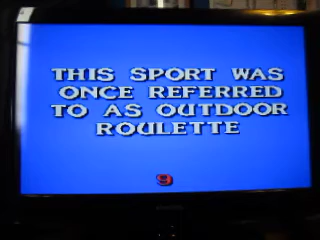 THIS SPORT WAS
ONCE REFERRED
TO AS OUTDOOR
ROULETTE
9